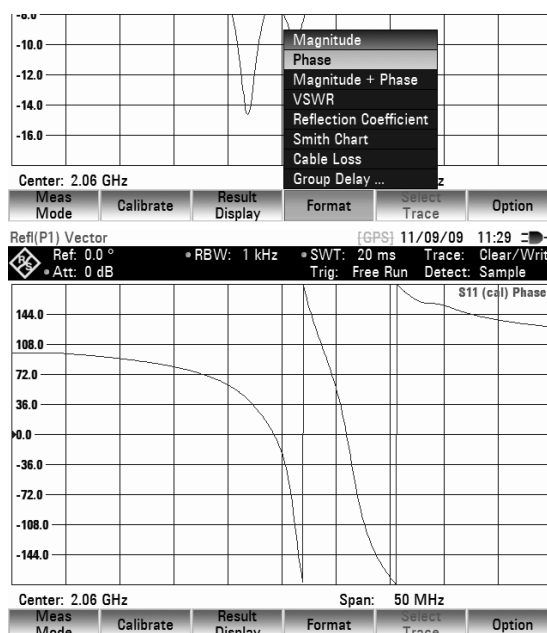 -8.0
-10.0
-12.0
-14.0
-16.0
Magnitude
Phase
Magnitude + Phase
VSWR
Reflection Coefficient
Smith Chart
Cable Loss
Group Delay ...
Center: 2.06 GHz z
Meas Mode Calibrate Result Display Format Select Trace Option
Refl(P1) Vector [GPS] 11/09/09 11:29
Ref: 0.0 ° RBW: 1 kHz SWT: 20 ms Trace: Clear/Writ
Att: 0 dB Trig: Free Run Detect: Sample
S11 (cal) Phase
144.0
108.0
72.0
36.0
0.0
-36.0
-72.0
-108.0
-144.0
Center: 2.06 GHz Span: 50 MHz
Meas Mode Calibrate Result Display Format Select Trace Option